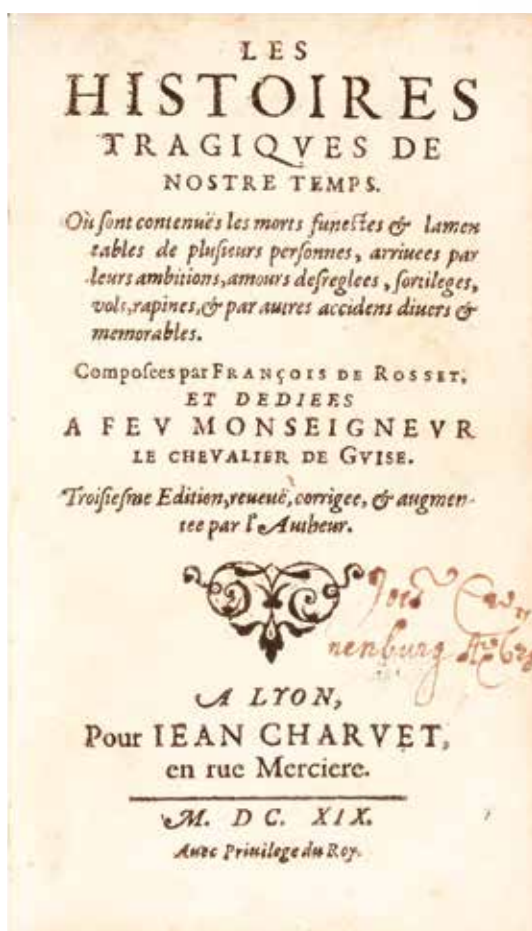 LES
HISTOIRES
TRAGIQVES DE
NOSTRE TEMPS.
Où ſont contenuës les morts funeſtes & lamen
tables de pluſieurs perſonnes, arriuees par
leurs ambitions, amours deſreglees, ſortileges,
vols, rapines, & par autres accidens diuers &
memorables.
Compoſees par FRANÇOIS DE ROSSET,
ET DEDIEES
A FEV MONSEIGNEVR
LE CHEVALIER DE GVISE.
Troiſieſme Edition, reueuë, corrigee, & augmen-
tee par l'Autheur.
nenburg
A LYON,
Pour IEAN CHARVET,
en rue Merciere.
M. DC. XIX.
Auec Priuilege du Roy.